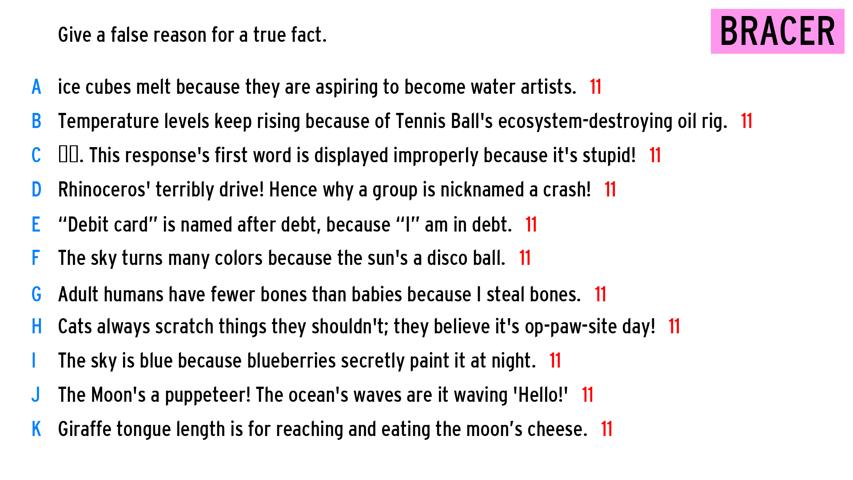 Give a false reason for a true fact.
BRACER
A ice cubes melt because they are aspiring to become water artists. 11
B Temperature levels keep rising because of Tennis Ball's ecosystem-destroying oil rig. 11
C ▯▯. This response's first word is displayed improperly because it's stupid! 11
D Rhinoceros' terribly drive! Hence why a group is nicknamed a crash! 11
E “Debit card” is named after debt, because “I” am in debt. 11
F The sky turns many colors because the sun's a disco ball. 11
G Adult humans have fewer bones than babies because I steal bones. 11
H Cats always scratch things they shouldn't; they believe it's op-paw-site day! 11
I The sky is blue because blueberries secretly paint it at night. 11
J The Moon's a puppeteer! The ocean's waves are it waving 'Hello!' 11
K Giraffe tongue length is for reaching and eating the moon’s cheese. 11